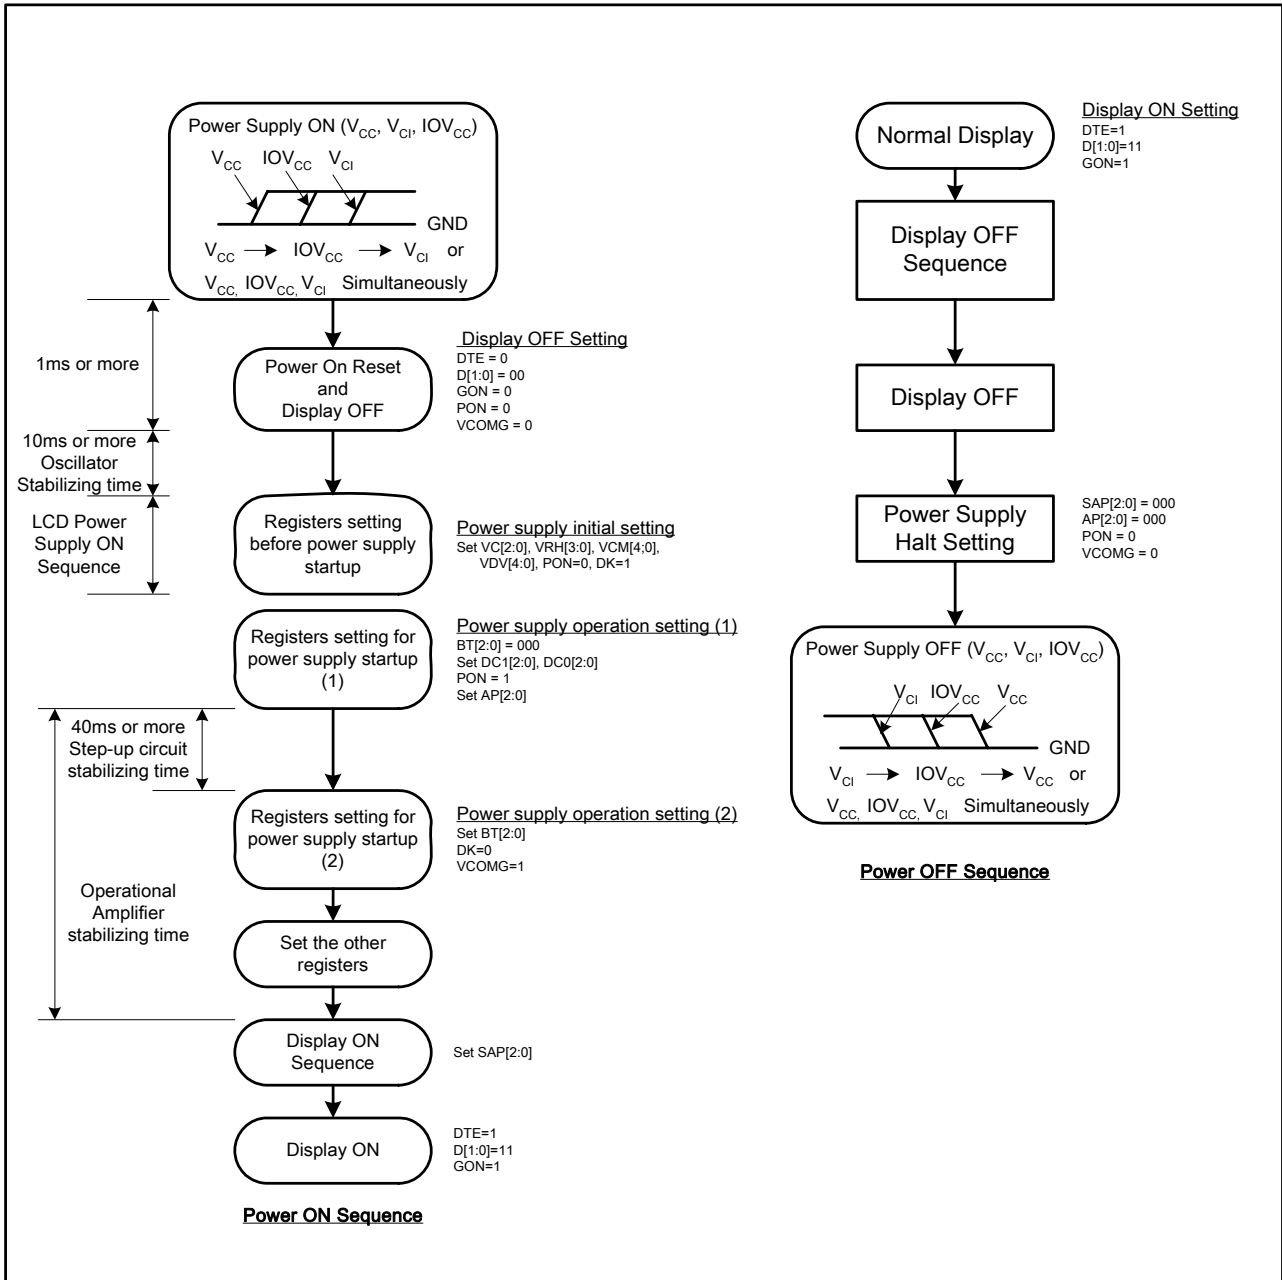 Power Supply ON (VCC, VCI, IOVCC)
VCC IOVCC VCI
GND
VCC IOVCC VCI or
VCC, IOVCC, VCI Simultaneously
1ms or more
Power On Reset
and
Display OFF
Display OFF Setting
DTE = 0
D[1:0] = 00
GON = 0
PON = 0
VCOMG = 0
10ms or more
Oscillator
Stabilizing time
LCD Power
Supply ON
Sequence
Registers setting
before power supply
startup
Power supply initial setting
Set VC[2:0], VRH[3:0], VCM[4;0],
VDV[4:0], PON=0, DK=1
Registers setting for
power supply startup
(1)
Power supply operation setting (1)
BT[2:0] = 000
Set DC1[2:0], DC0[2:0]
PON = 1
Set AP[2:0]
40ms or more
Step-up circuit
stabilizing time
Registers setting for
power supply startup
(2)
Power supply operation setting (2)
Set BT[2:0]
DK=0
VCOMG=1
Operational
Amplifier
stabilizing time
Set the other
registers
Display ON
Sequence
Set SAP[2:0]
Display ON
DTE=1
D[1:0]=11
GON=1
Power ON Sequence
Normal Display
Display ON Setting
DTE=1
D[1:0]=11
GON=1
Display OFF
Sequence
Display OFF
Power Supply
Halt Setting
SAP[2:0] = 000
AP[2:0] = 000
PON = 0
VCOMG = 0
Power Supply OFF (VCC, VCI, IOVCC)
VCI IOVCC VCC
GND
VCI IOVCC VCC or
VCC, IOVCC, VCI Simultaneously
Power OFF Sequence